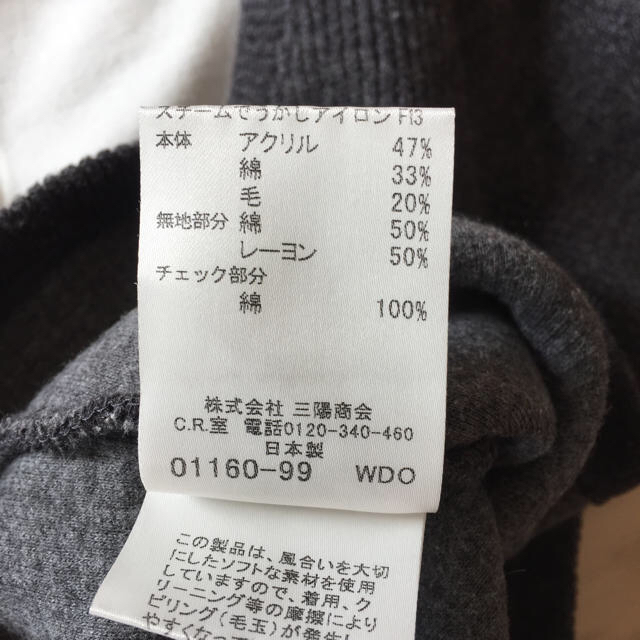 スチームでうかしアイロン F13
本体 アクリル 47%
綿 33%
毛 20%
無地部分 綿 50%
レーヨン 50%
チェック部分
綿 100%
株式会社 三陽商会
C.R.室 電話0120-340-460
日本製
01160-99 WDO
この製品は、風合いを大切
にしたソフトな素材を使用
していますので、着用、ク
リーニング等の摩擦により
ピリング（毛玉）が発生し
やすくなって